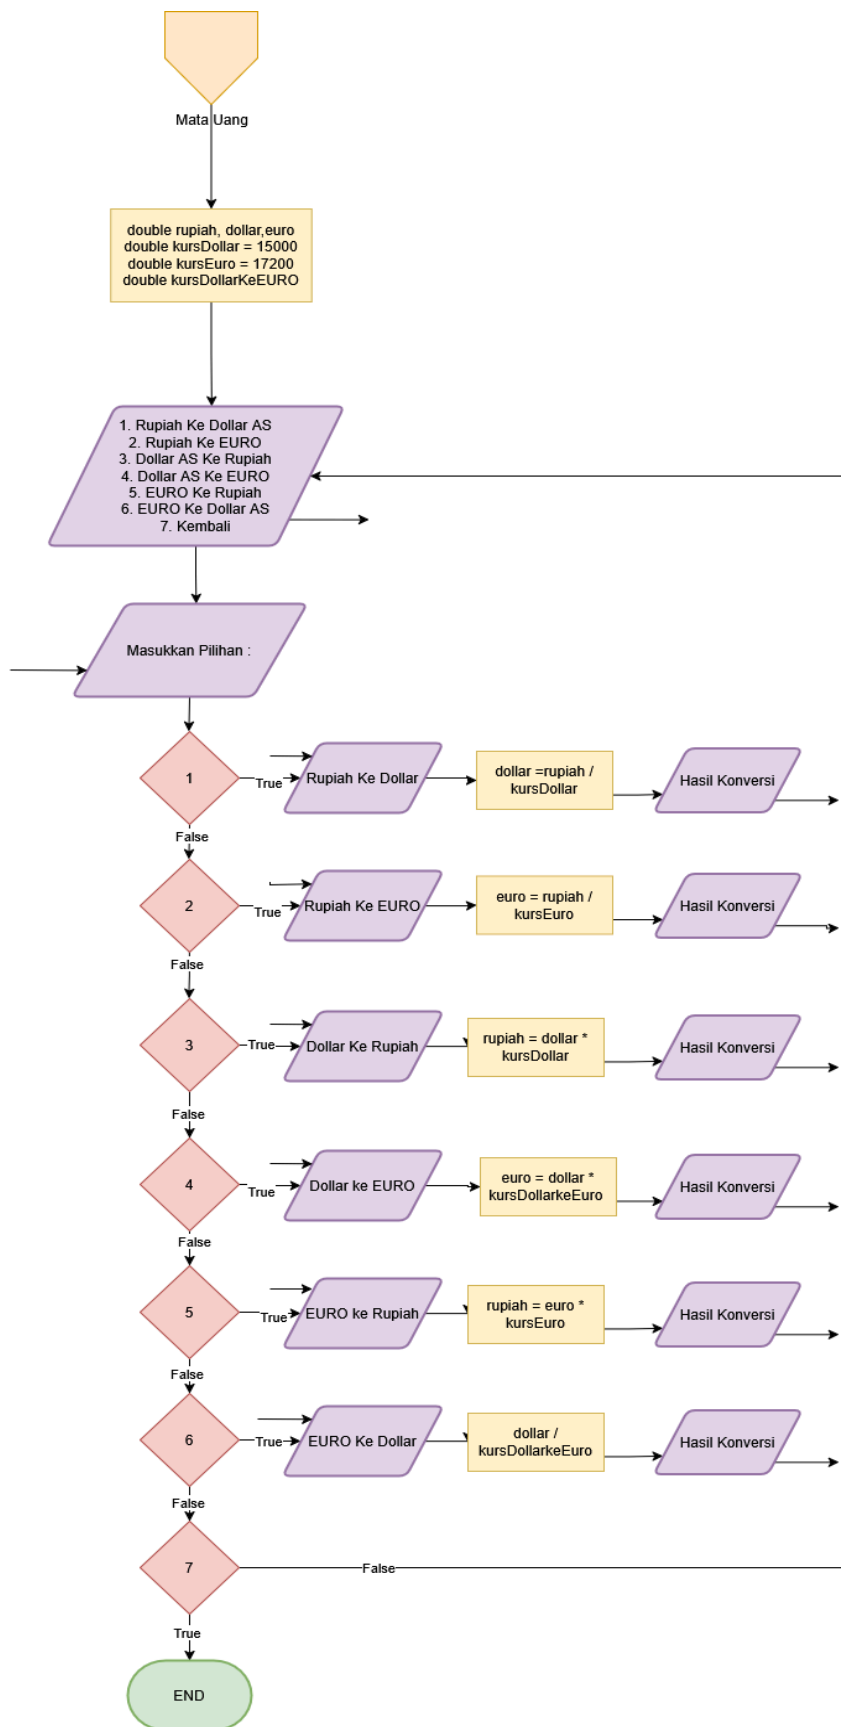 Mata Uang
double rupiah, dollar,euro
double kursDollar = 15000
double kursEuro = 17200
double kursDollarKeEURO
1. Rupiah Ke Dollar AS
2. Rupiah Ke EURO
3. Dollar AS Ke Rupiah
4. Dollar AS Ke EURO
5. EURO Ke Rupiah
6. EURO Ke Dollar AS
7. Kembali
Masukkan Pilihan :
1
True
Rupiah Ke Dollar
dollar =rupiah /
kursDollar
Hasil Konversi
False
2
True
Rupiah Ke EURO
euro = rupiah /
kursEuro
Hasil Konversi
False
3
True
Dollar Ke Rupiah
rupiah = dollar *
kursDollar
Hasil Konversi
False
4
True
Dollar ke EURO
euro = dollar *
kursDollarkeEuro
Hasil Konversi
False
5
True
EURO ke Rupiah
rupiah = euro *
kursEuro
Hasil Konversi
False
6
True
EURO Ke Dollar
dollar /
kursDollarkeEuro
Hasil Konversi
False
7
False
True
END